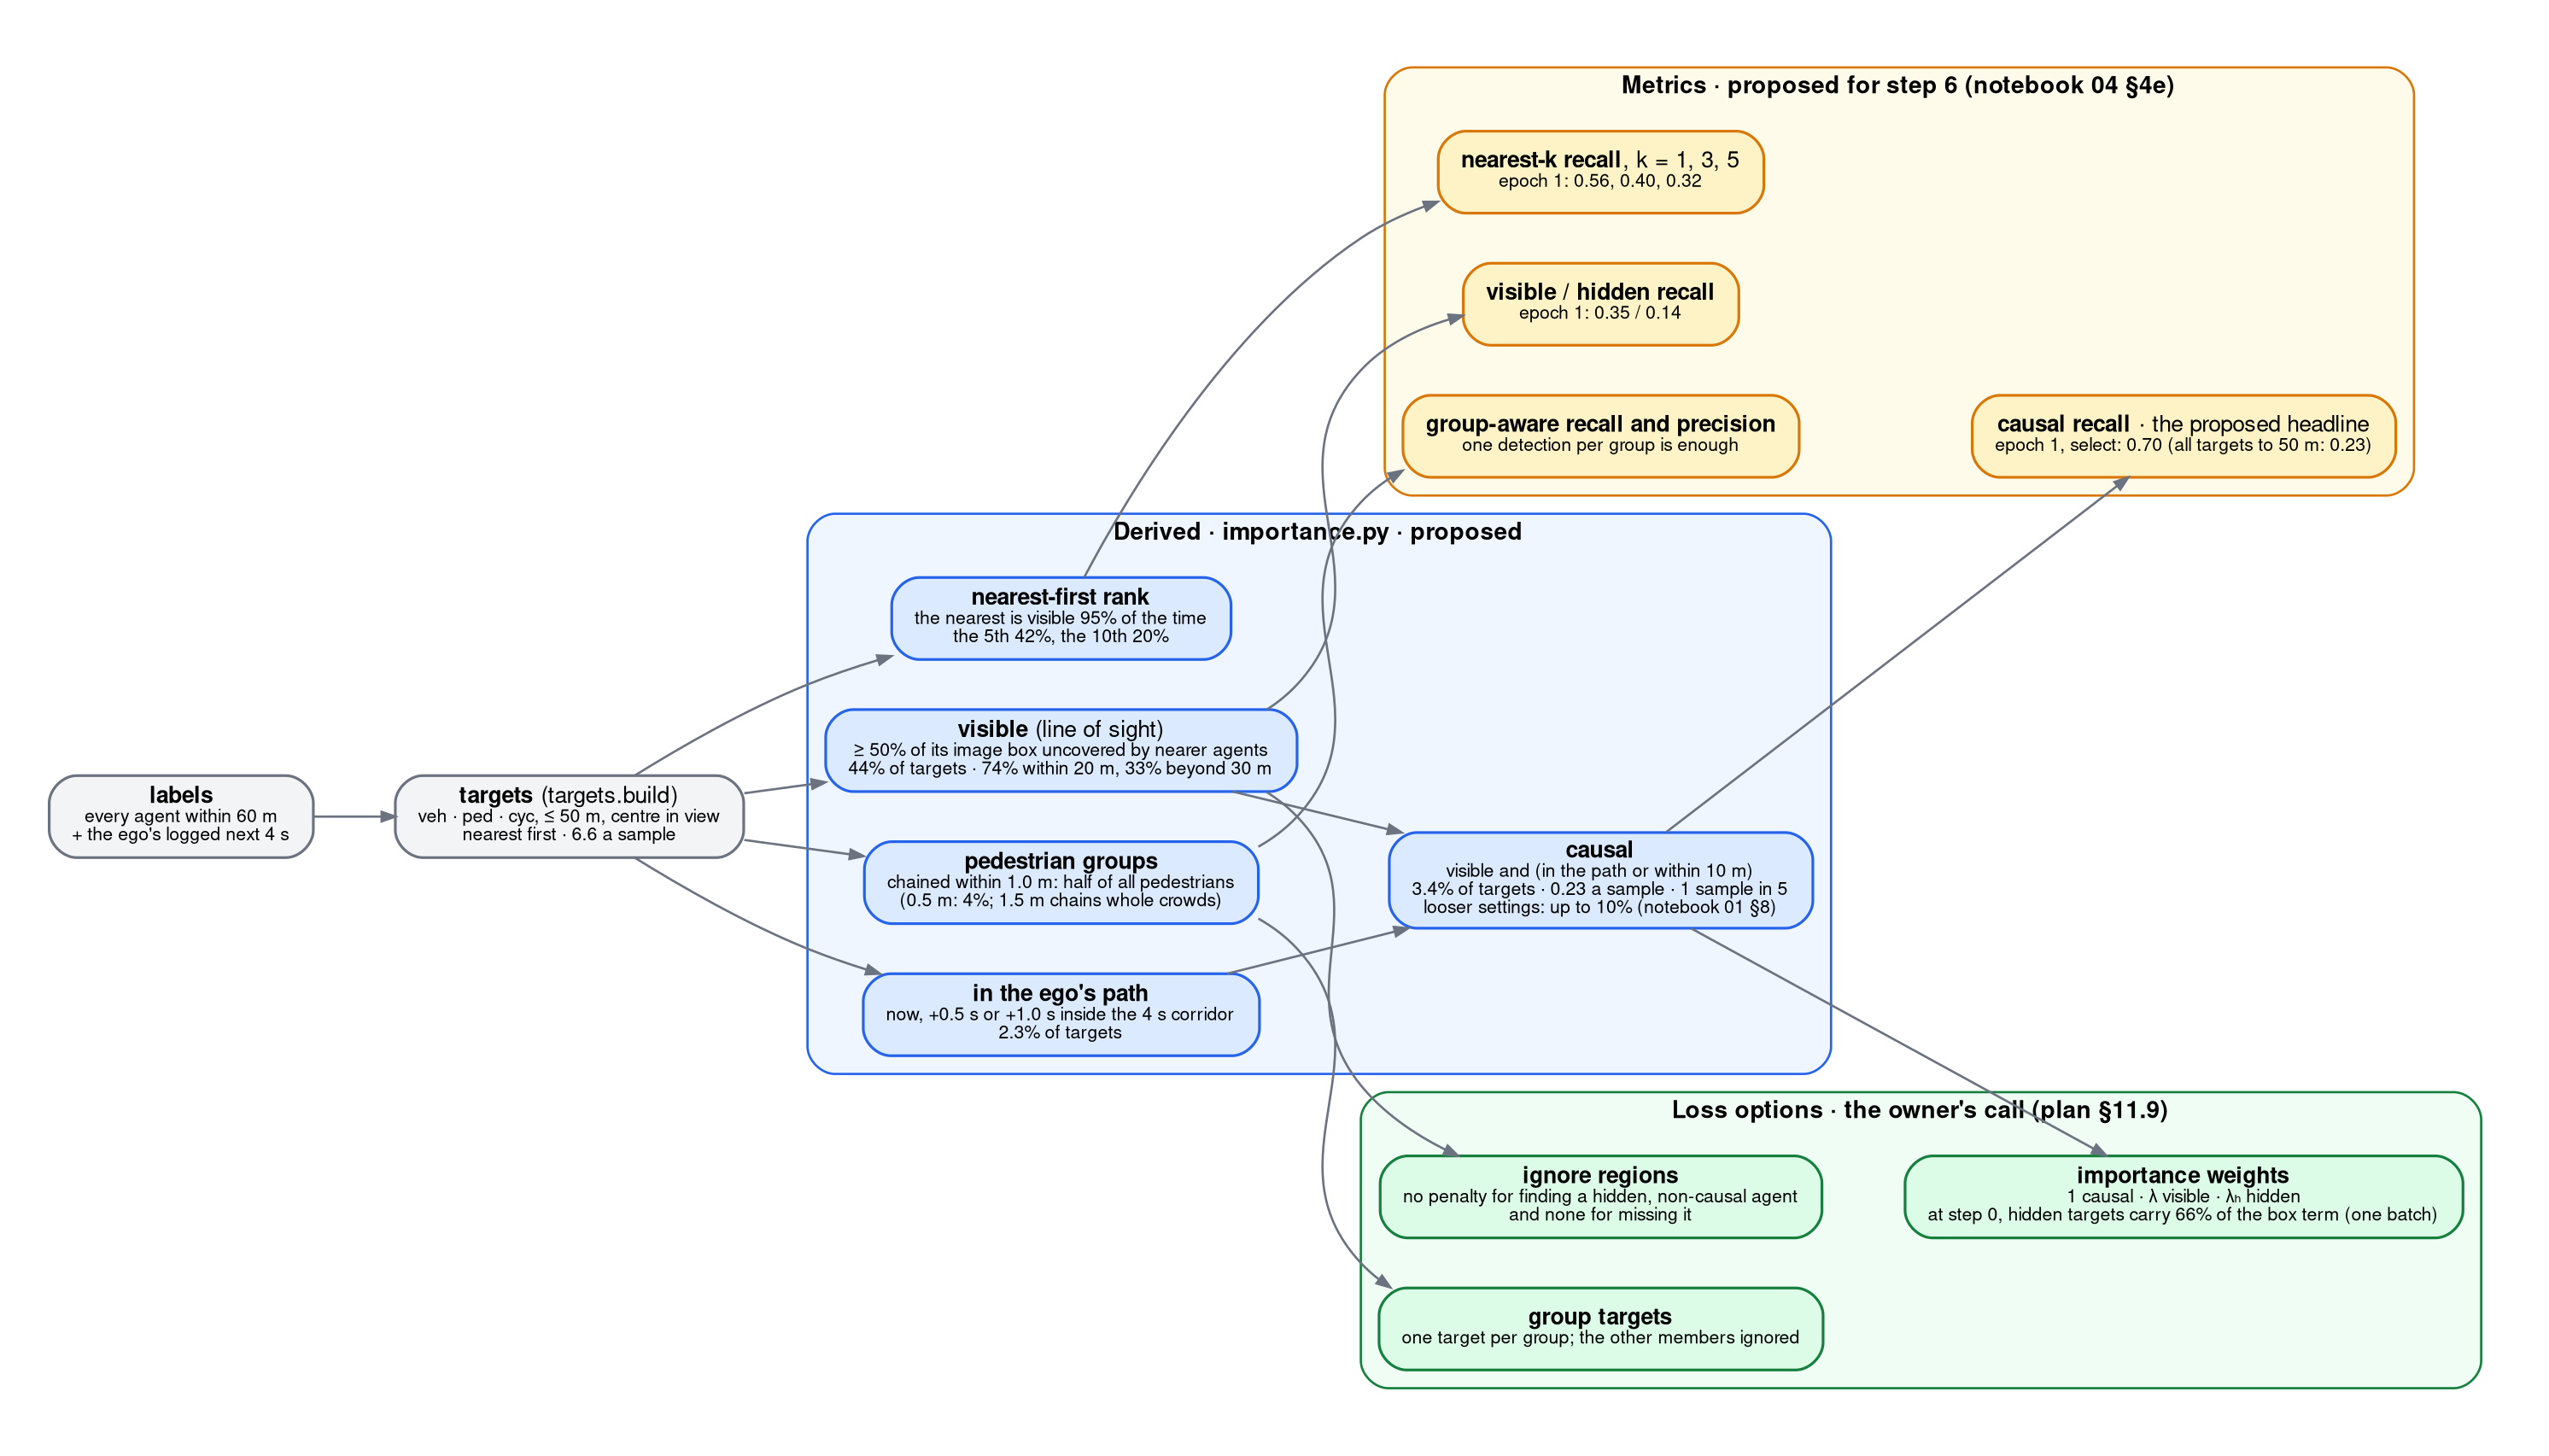 Metrics · proposed for step 6 (notebook 04 §4e)
nearest-k recall, k = 1, 3, 5
epoch 1: 0.56, 0.40, 0.32
visible / hidden recall
epoch 1: 0.35 / 0.14
group-aware recall and precision
one detection per group is enough
causal recall · the proposed headline
epoch 1, select: 0.70 (all targets to 50 m: 0.23)
Derived · importance.py · proposed
nearest-first rank
the nearest is visible 95% of the time
the 5th 42%, the 10th 20%
visible (line of sight)
≥ 50% of its image box uncovered by nearer agents
44% of targets · 74% within 20 m, 33% beyond 30 m
labels
every agent within 60 m
+ the ego's logged next 4 s
targets (targets.build)
veh · ped · cyc, ≤ 50 m, centre in view
nearest first · 6.6 a sample
pedestrian groups
chained within 1.0 m: half of all pedestrians
(0.5 m: 4%; 1.5 m chains whole crowds)
causal
visible and (in the path or within 10 m)
3.4% of targets · 0.23 a sample · 1 sample in 5
looser settings: up to 10% (notebook 01 §8)
in the ego's path
now, +0.5 s or +1.0 s inside the 4 s corridor
2.3% of targets
Loss options · the owner's call (plan §11.9)
ignore regions
no penalty for finding a hidden, non-causal agent
and none for missing it
importance weights
1 causal · λ visible · λₕ hidden
at step 0, hidden targets carry 66% of the box term (one batch)
group targets
one target per group; the other members ignored